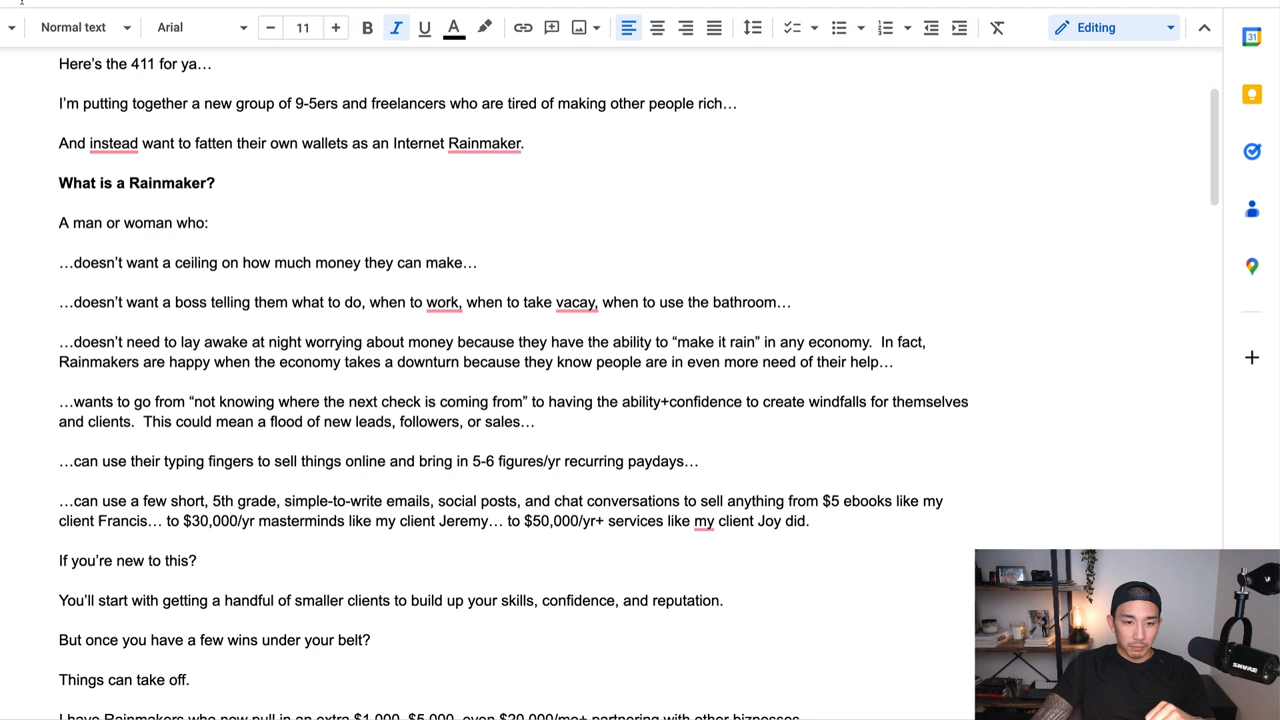 Normal text
Arial
11
B
I
U
A
Editing
31
Here’s the 411 for ya…
I’m putting together a new group of 9-5ers and freelancers who are tired of making other people rich…
And instead want to fatten their own wallets as an Internet Rainmaker.
What is a Rainmaker?
A man or woman who:
…doesn’t want a ceiling on how much money they can make…
…doesn’t want a boss telling them what to do, when to work, when to take vacay, when to use the bathroom…
…doesn’t need to lay awake at night worrying about money because they have the ability to “make it rain” in any economy.  In fact,
Rainmakers are happy when the economy takes a downturn because they know people are in even more need of their help…
…wants to go from “not knowing where the next check is coming from” to having the ability+confidence to create windfalls for themselves
and clients.  This could mean a flood of new leads, followers, or sales…
…can use their typing fingers to sell things online and bring in 5-6 figures/yr recurring paydays…
…can use a few short, 5th grade, simple-to-write emails, social posts, and chat conversations to sell anything from $5 ebooks like my
client Francis… to $30,000/yr masterminds like my client Jeremy… to $50,000/yr+ services like my client Joy did.
If you’re new to this?
You’ll start with getting a handful of smaller clients to build up your skills, confidence, and reputation.
But once you have a few wins under your belt?
Things can take off.
I have Rainmakers who now pull in an extra $1,000, $5,000, even $20,000/mo+ partnering with other biznesses
SHURE